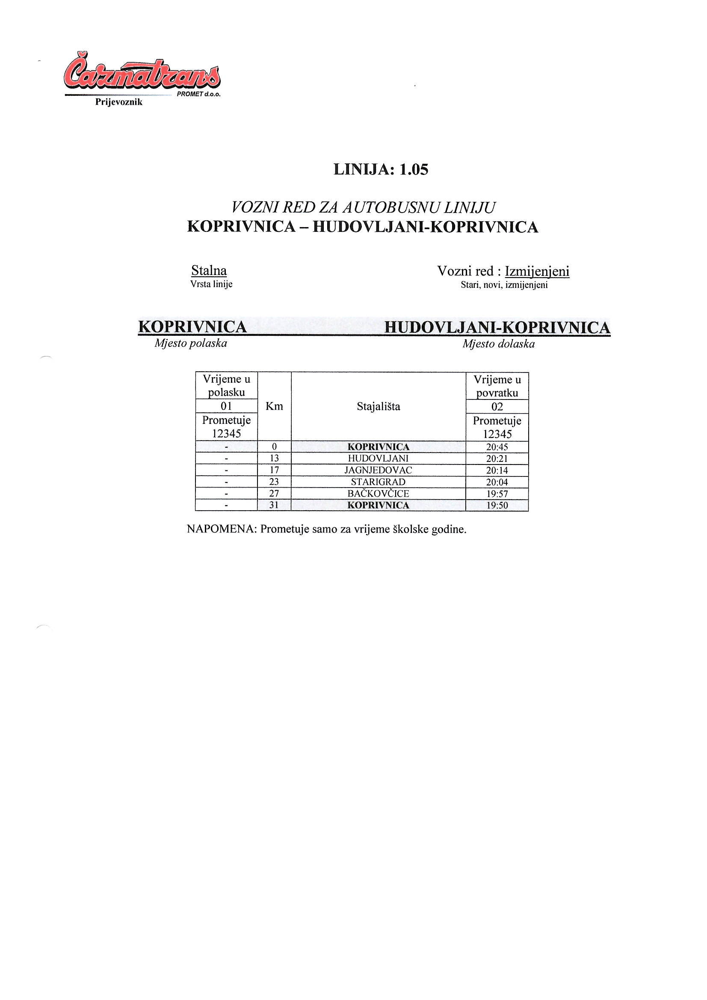 Čazmatrans
PROMET d.o.o.
Prijevoznik
LINIJA: 1.05
VOZNI RED ZA AUTOBUSNU LINIJU
KOPRIVNICA – HUDOVLJANI-KOPRIVNICA
Stalna Vozni red : Izmijenjeni
Vrsta linije Stari, novi, izmijenjeni
KOPRIVNICA HUDOVLJANI-KOPRIVNICA
Mjesto polaska Mjesto dolaska
Vrijeme u polasku Km Stajališta Vrijeme u povratku
01 02
Prometuje 12345 Prometuje 12345
- 0 KOPRIVNICA 20:45
- 13 HUDOVLJANI 20:21
- 17 JAGNJEDOVAC 20:14
- 23 STARIGRAD 20:04
- 27 BAČKOVČICE 19:57
- 31 KOPRIVNICA 19:50
NAPOMENA: Prometuje samo za vrijeme školske godine.